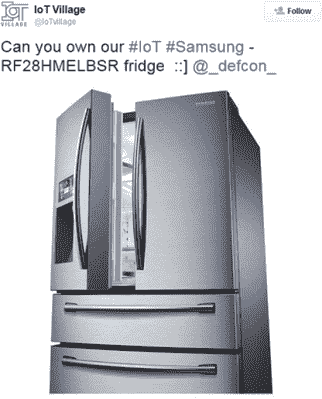 IoT
VILLAGE
IoT Village
@IoTvillage
Follow
Can you own our #IoT #Samsung -
RF28HMELBSR fridge ::] @_defcon_
SAMSUNG